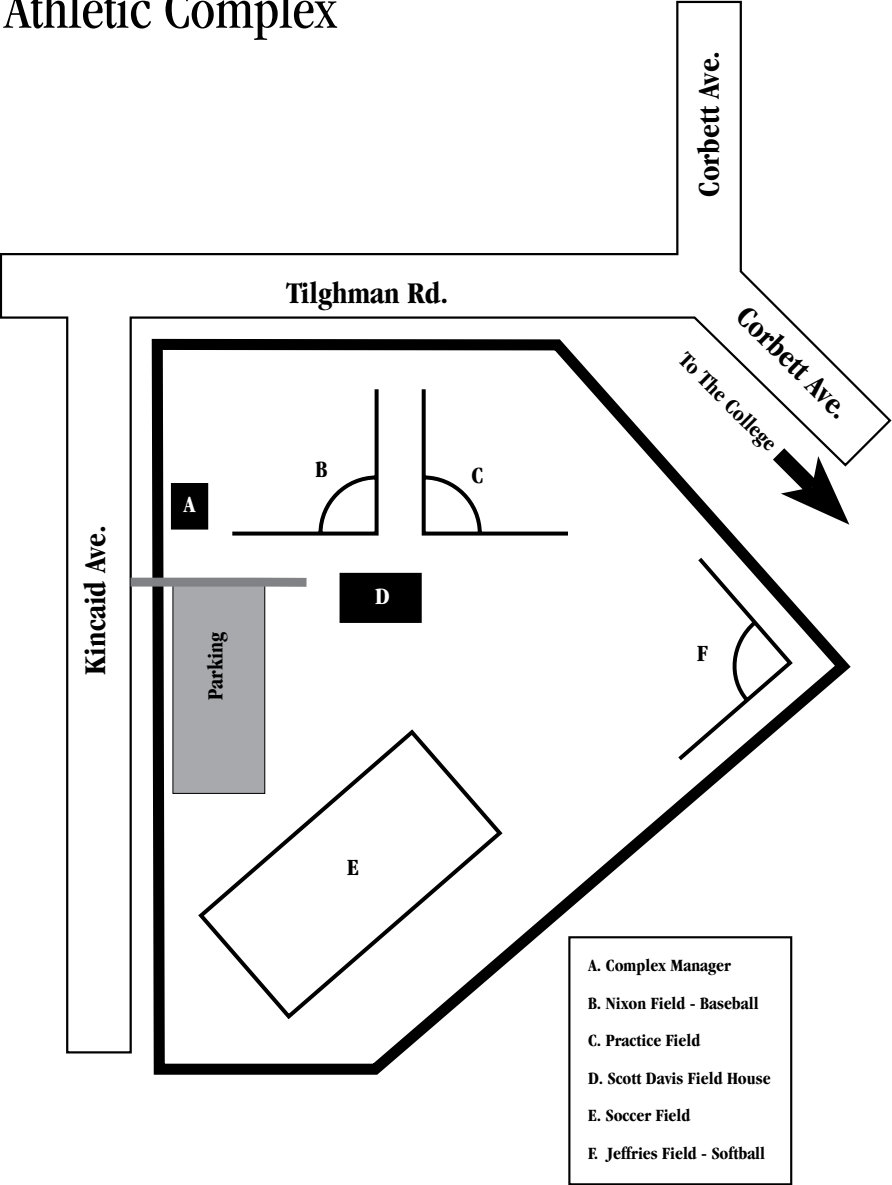 Athletic Complex
Corbett Ave.
Tilghman Rd.
Corbett Ave.
To The College
B
C
A
Kincaid Ave.
D
Parking
F
E
A. Complex Manager
B. Nixon Field - Baseball
C. Practice Field
D. Scott Davis Field House
E. Soccer Field
F. Jeffries Field - Softball